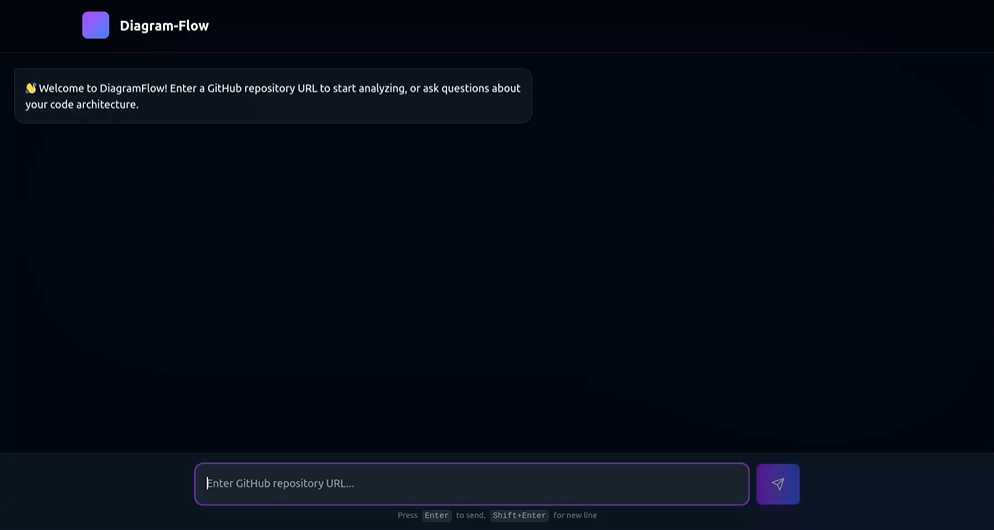 Diagram-Flow
👋 Welcome to DiagramFlow! Enter a GitHub repository URL to start analyzing, or ask questions about
your code architecture.
Enter GitHub repository URL...
Press Enter to send, Shift+Enter for new line